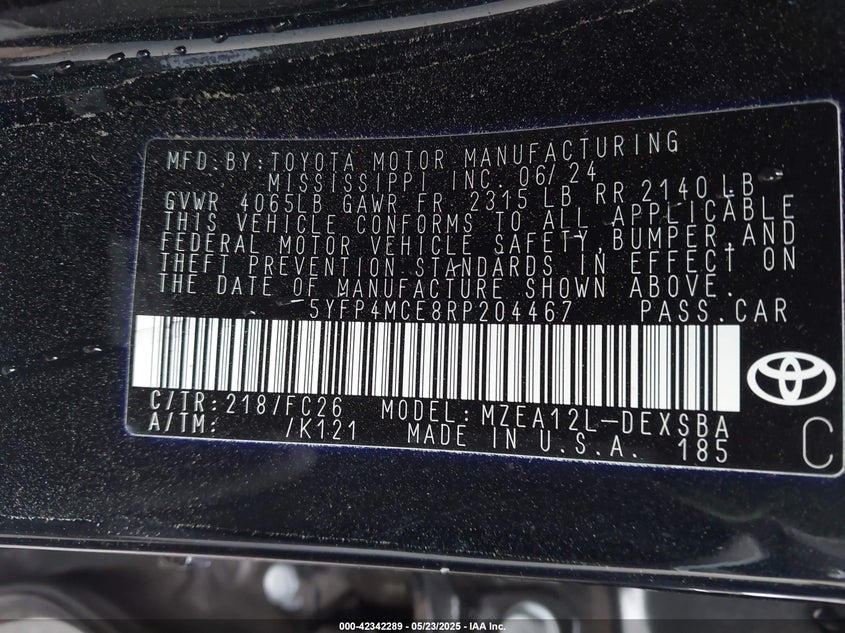 MFD. BY: TOYOTA MOTOR MANUFACTURING
MISSISSIPPI INC. 06/24
GVWR 4065LB GAWR FR 2315 LB RR 2140LB
THIS VEHICLE CONFORMS TO ALL APPLICABLE
FEDERAL MOTOR VEHICLE SAFETY, BUMPER, AND
THEFT PREVENTION STANDARDS IN EFFECT ON
THE DATE OF MANUFACTURE SHOWN ABOVE.
5YFP4MCE8RP204467 PASS. CAR
C/TR: 218/FC26 MODEL: MZEA12L-DEXSBA
A/TM: /K121 MADE IN U.S.A. 185
C
000-42342289 - 05/23/2025 - IAA Inc.